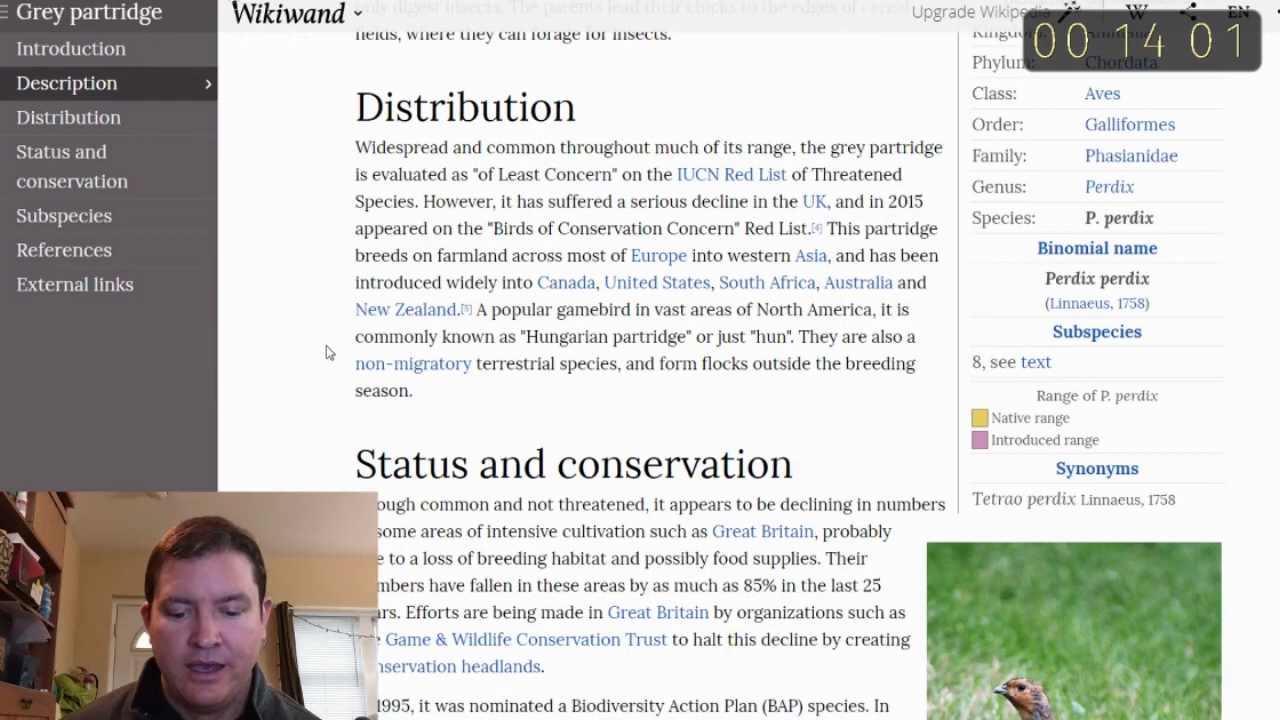 Grey partridge
Introduction
Description
Distribution
Status and
conservation
Subspecies
References
External links
Wikiwand
Upgrade Wikipedia
W
EN
00 14 01
only digest insects. The parents lead their chicks to the edges of cereal
fields, where they can forage for insects.
Distribution
Widespread and common throughout much of its range, the grey partridge
is evaluated as "of Least Concern" on the IUCN Red List of Threatened
Species. However, it has suffered a serious decline in the UK, and in 2015
appeared on the "Birds of Conservation Concern" Red List.[4] This partridge
breeds on farmland across most of Europe into western Asia, and has been
introduced widely into Canada, United States, South Africa, Australia and
New Zealand.[5] A popular gamebird in vast areas of North America, it is
commonly known as "Hungarian partridge" or just "hun". They are also a
non-migratory terrestrial species, and form flocks outside the breeding
season.
Status and conservation
ough common and not threatened, it appears to be declining in numbers
some areas of intensive cultivation such as Great Britain, probably
e to a loss of breeding habitat and possibly food supplies. Their
mbers have fallen in these areas by as much as 85% in the last 25
rs. Efforts are being made in Great Britain by organizations such as
Game & Wildlife Conservation Trust to halt this decline by creating
nservation headlands.
1995, it was nominated a Biodiversity Action Plan (BAP) species. In
Kingdom: Animalia
Phylum: Chordata
Class: Aves
Order: Galliformes
Family: Phasianidae
Genus: Perdix
Species: P. perdix
Binomial name
Perdix perdix
(Linnaeus, 1758)
Subspecies
8, see text
Range of P. perdix
Native range
Introduced range
Synonyms
Tetrao perdix Linnaeus, 1758